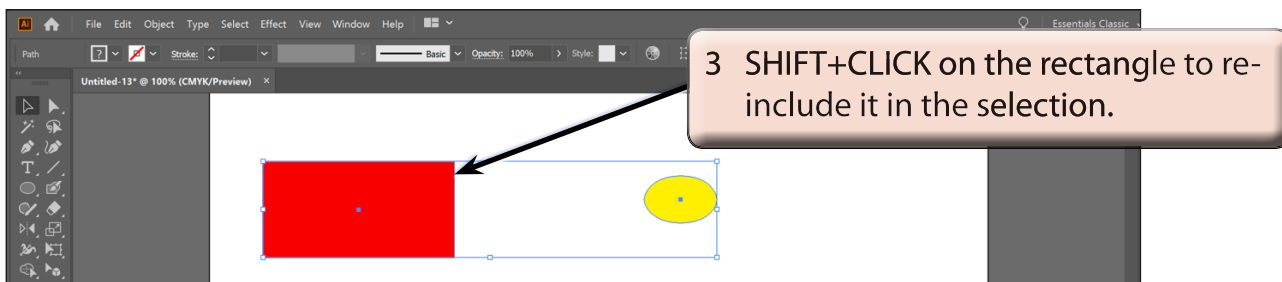 Ai File Edit Object Type Select Effect View Window Help Essentials Classic
Path ? Stroke: Basic Opacity: 100% Style:
Untitled-13* @ 100% (CMYK/Preview) ×
3 SHIFT+CLICK on the rectangle to re-
include it in the selection.